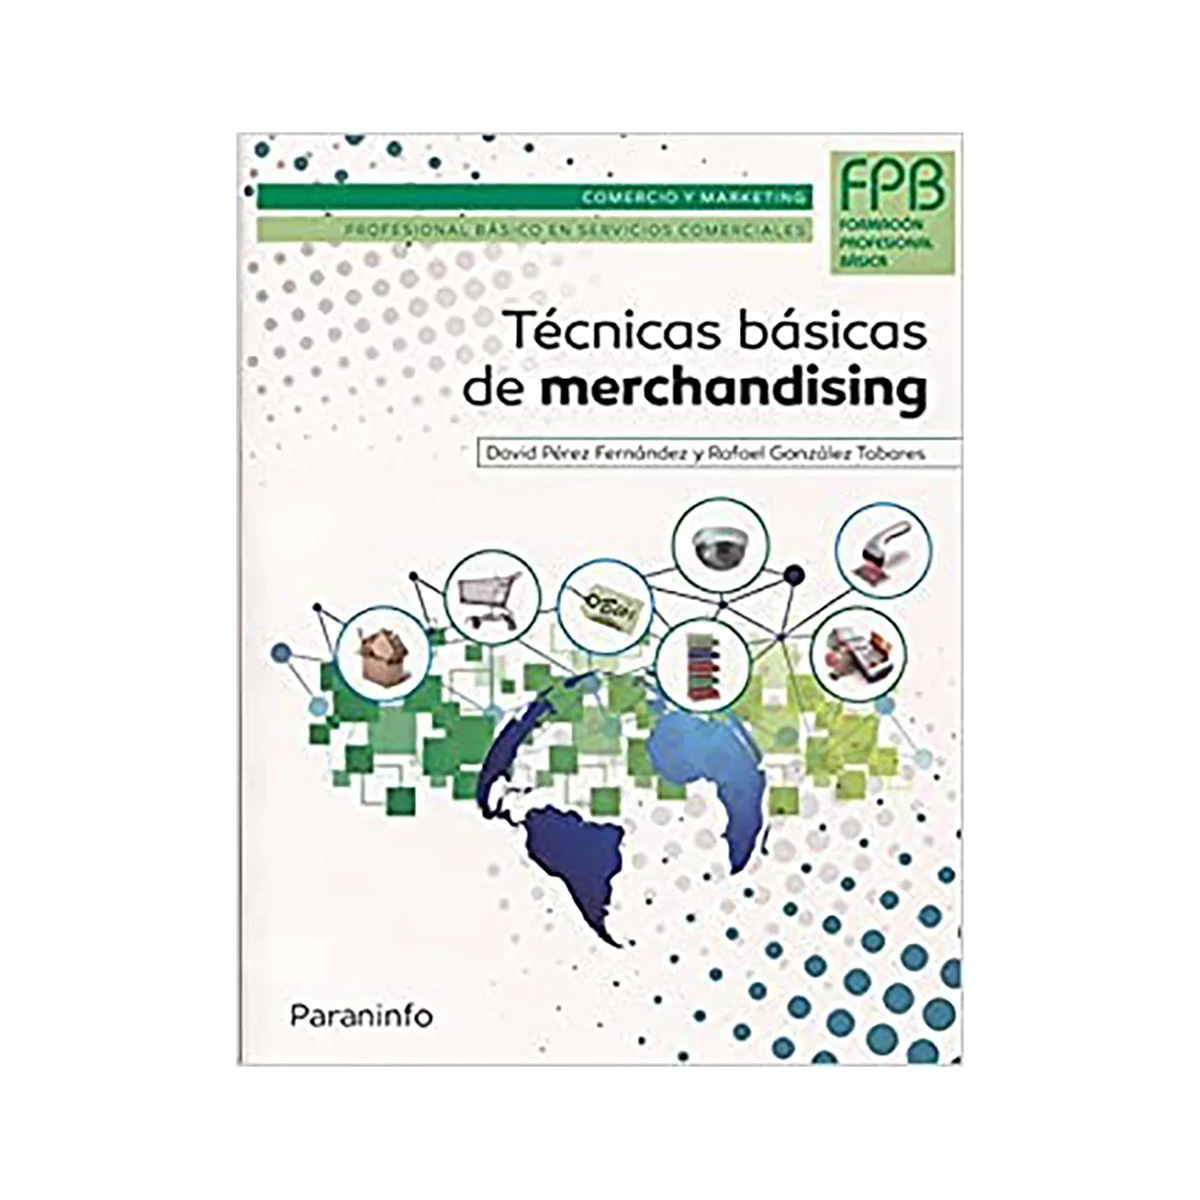 COMERCIO Y MARKETING
PROFESIONAL BÁSICO EN SERVICIOS COMERCIALES
FPB
FORMACIÓN
PROFESIONAL
BÁSICA
Técnicas básicas
de merchandising
David Pérez Fernández y Rafael González Tabares
Paraninfo